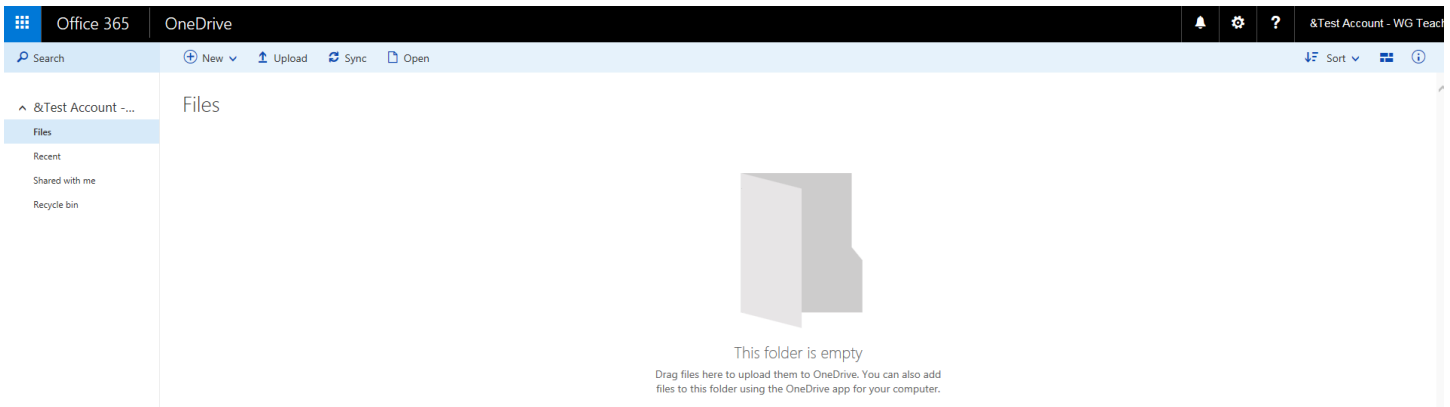 Office 365 OneDrive ? &Test Account - WG Teach
Search New Upload Sync Open Sort
&Test Account -...
Files
Files
Recent
Shared with me
Recycle bin
This folder is empty
Drag files here to upload them to OneDrive. You can also add
files to this folder using the OneDrive app for your computer.